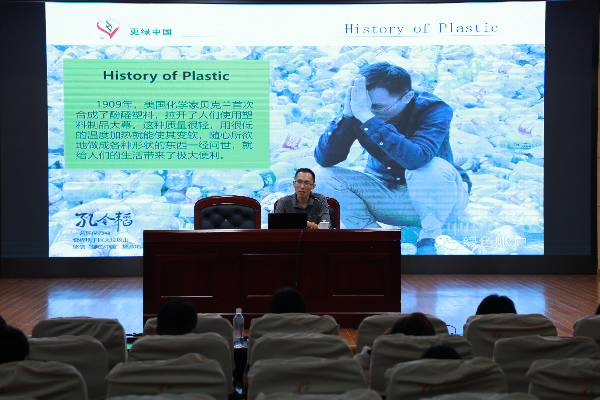 更绿中国
History of Plastic
History of Plastic
1909年，美国化学家贝克兰首次
合成了酚醛塑料，拉开了人们使用塑
料制品大幕。这种质量很轻，用很低
的温度加热就能使其变软，随心所欲
地做成各种形状的东西一经问世，就
给人们的生活带来了极大便利。
孔令韬